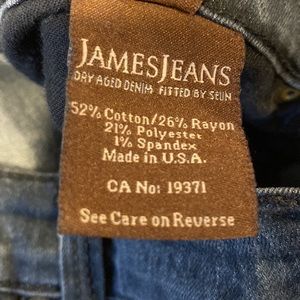 JAMESJEANS
DRY AGED DENIM FITTED BY SEUN
52% Cotton/26% Rayon
21% Polyester
1% Spandex
Made in U.S.A.
CA No: 19371
See Care on Reverse